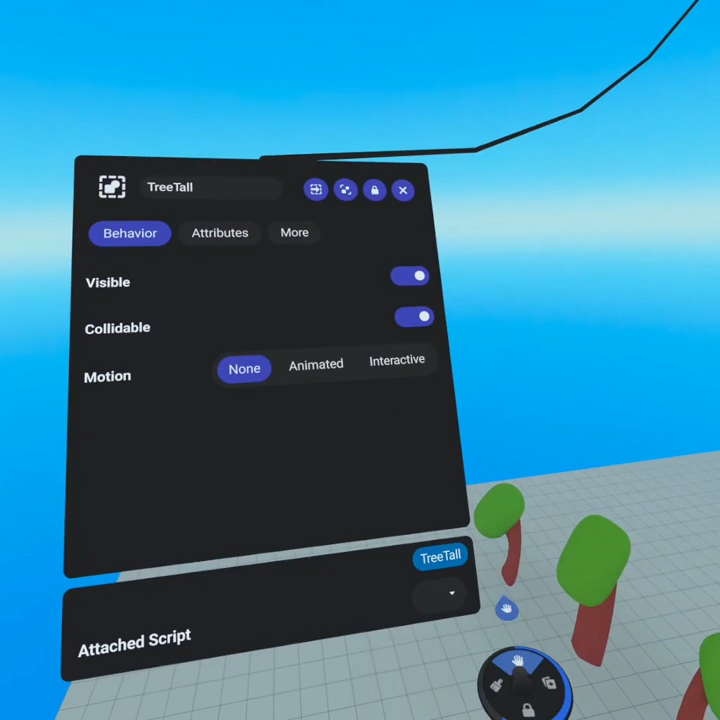 TreeTall
Behavior
Attributes
More
Visible
Collidable
Motion
None
Animated
Interactive
TreeTall
Attached Script